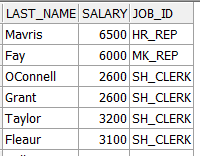 LAST_NAME SALARY JOB_ID
Mavris 6500 HR_REP
Fay 6000 MK_REP
OConnell 2600 SH_CLERK
Grant 2600 SH_CLERK
Taylor 3200 SH_CLERK
Fleaur 3100 SH_CLERK